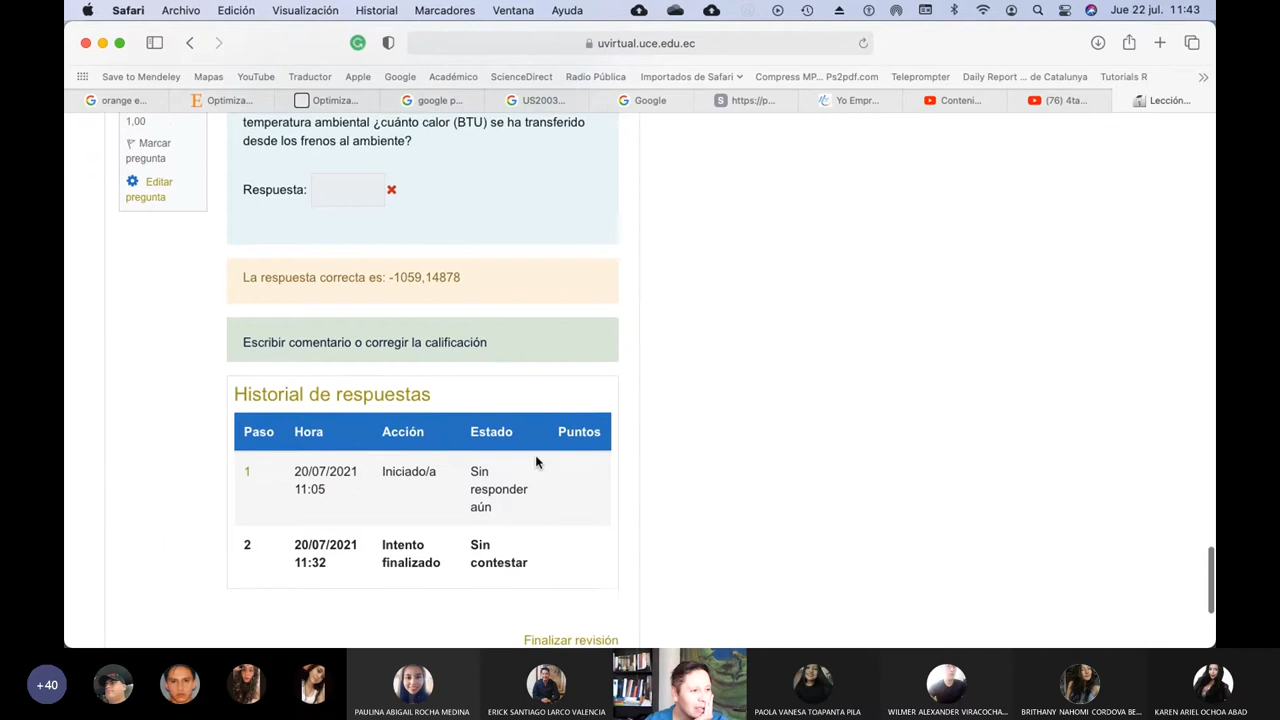 Safari Archivo Edición Visualización Historial Marcadores Ventana Ayuda Jue 22 jul. 11:43
uvirtual.uce.edu.ec
Save to Mendeley Mapas YouTube Traductor Apple Google Académico ScienceDirect Radio Pública Importados de Safari Compress MP... Ps2pdf.com Teleprompter Daily Report ... de Catalunya Tutorials R
orange e... Optimiza... Optimiza... google p... US2003... Google https://p... Yo Empr... Conteni... (76) 4ta... Lección...
1,00
Marcar
pregunta
Editar
pregunta
temperatura ambiental ¿cuánto calor (BTU) se ha transferido
desde los frenos al ambiente?
Respuesta:
La respuesta correcta es: -1059,14878
Escribir comentario o corregir la calificación
Historial de respuestas
Paso Hora Acción Estado Puntos
1 20/07/2021 11:05 Iniciado/a Sin responder aún
2 20/07/2021 11:32 Intento finalizado Sin contestar
Finalizar revisión
+40
PAULINA ABIGAIL ROCHA MEDINA
ERICK SANTIAGO LARCO VALENCIA
PAOLA VANESA TOAPANTA PILA
WILMER ALEXANDER VIRACOCHA...
BRITHANY NAHOMI CORDOVA BE...
KAREN ARIEL OCHOA ABAD